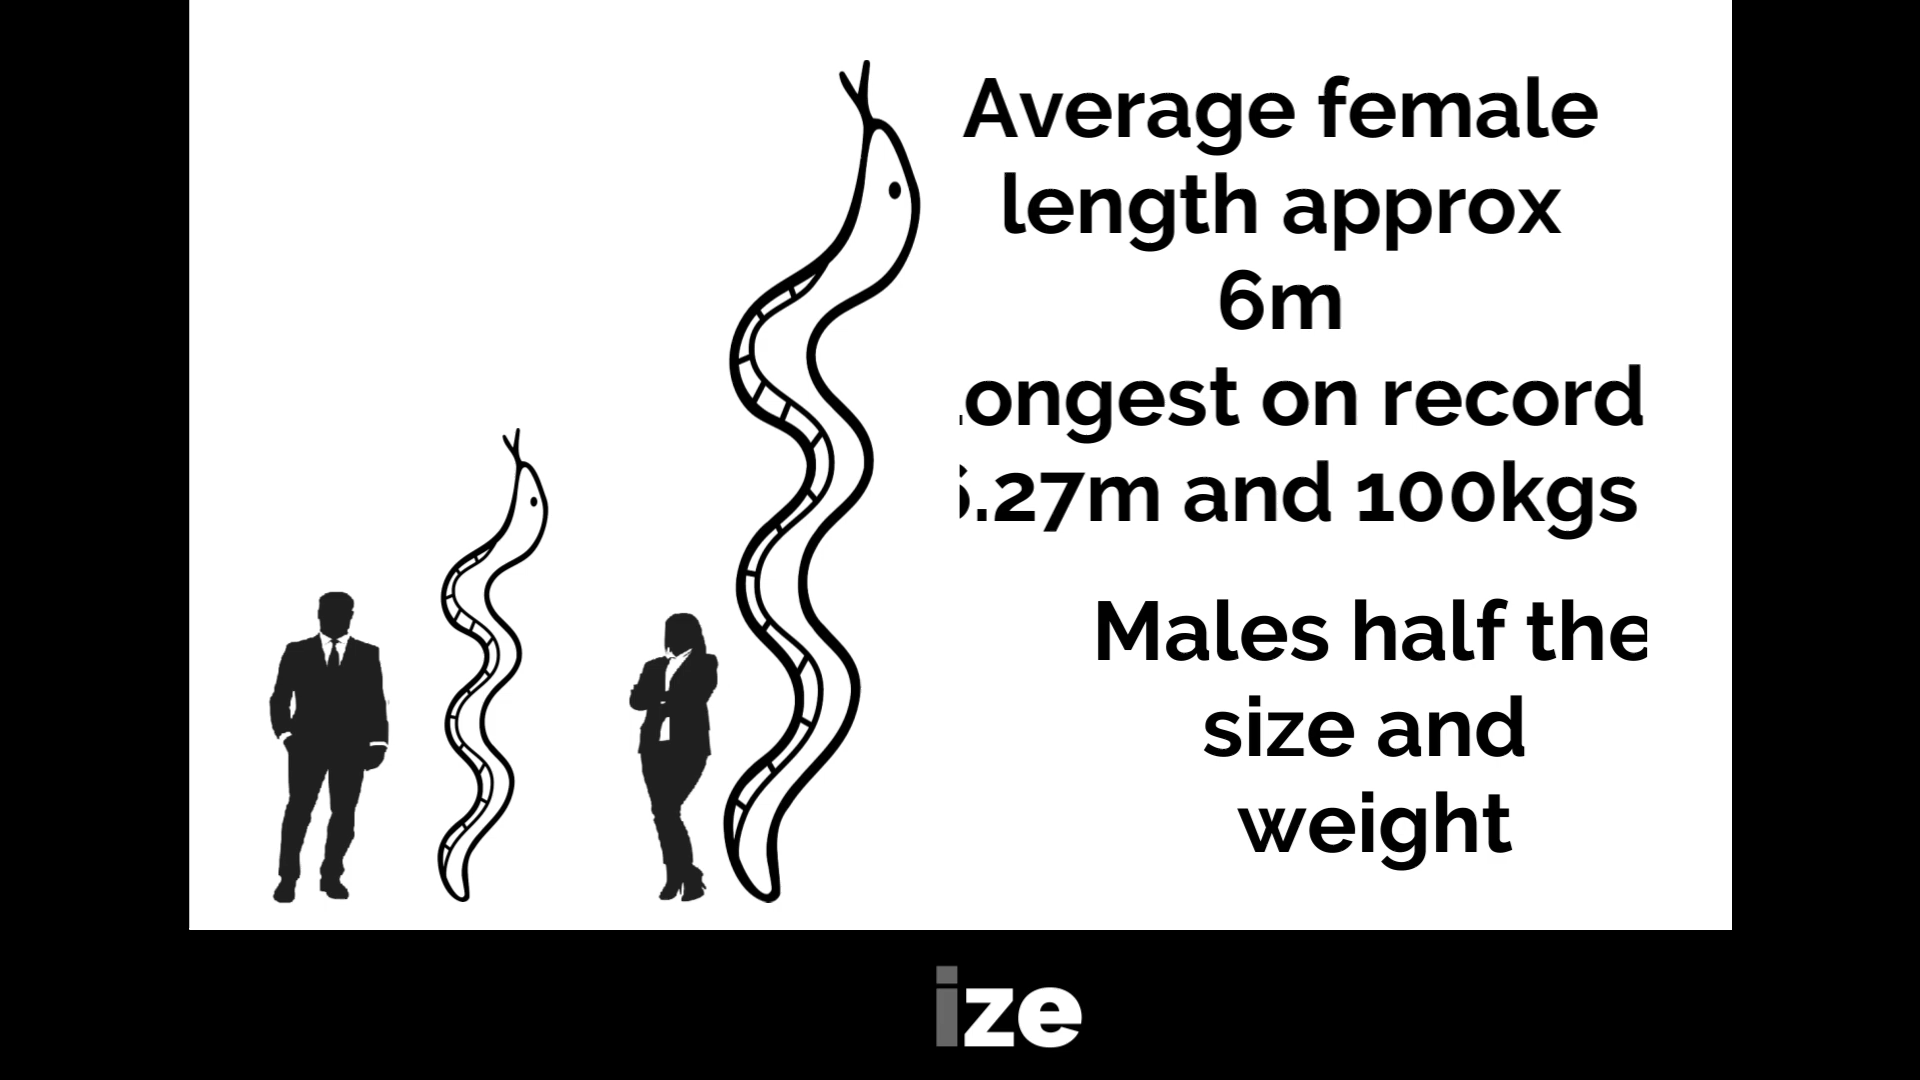 Average female
length approx
6m
ongest on record
.27m and 100kgs
Males half the
size and
weight
ize